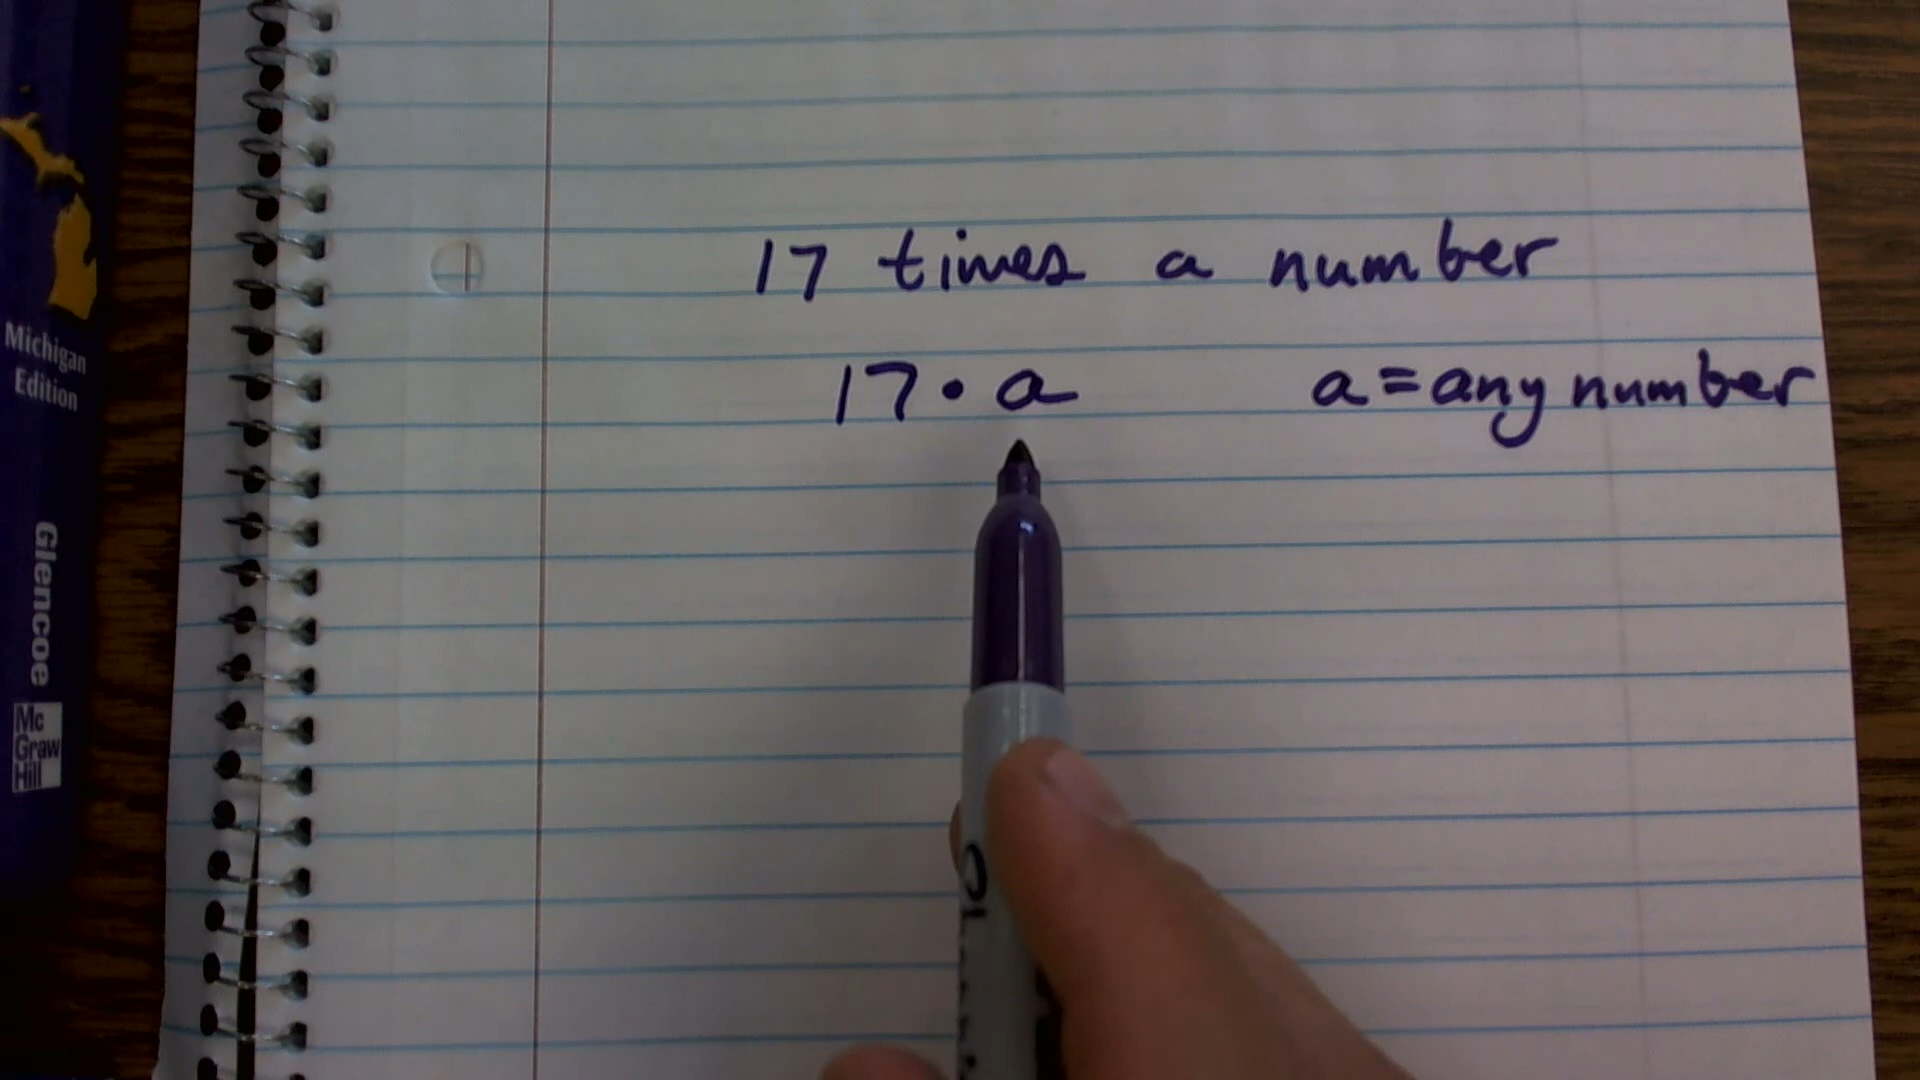 17 times a number
17 • a a = any number
Michigan
Edition
Glencoe
Mc
Graw
Hill